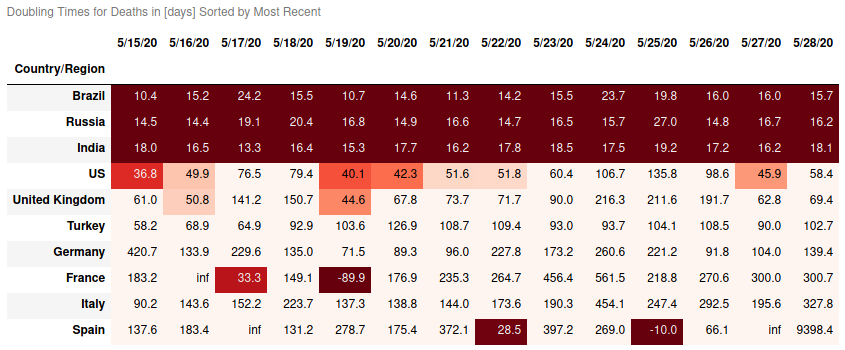 Doubling Times for Deaths in [days] Sorted by Most Recent
5/15/20 5/16/20 5/17/20 5/18/20 5/19/20 5/20/20 5/21/20 5/22/20 5/23/20 5/24/20 5/25/20 5/26/20 5/27/20 5/28/20
Country/Region
Brazil 10.4 15.2 24.2 15.5 10.7 14.6 11.3 14.2 15.5 23.7 19.8 16.0 16.0 15.7
Russia 14.5 14.4 19.1 20.4 16.8 14.9 16.6 14.7 16.5 15.7 27.0 14.8 16.7 16.2
India 18.0 16.5 13.3 16.4 15.3 17.7 16.2 17.8 18.5 17.5 19.2 17.2 16.2 18.1
US 36.8 49.9 76.5 79.4 40.1 42.3 51.6 51.8 60.4 106.7 135.8 98.6 45.9 58.4
United Kingdom 61.0 50.8 141.2 150.7 44.6 67.8 73.7 71.7 90.0 216.3 211.6 191.7 62.8 69.4
Turkey 58.2 68.9 64.9 92.9 103.6 126.9 108.7 109.4 93.0 93.7 104.1 108.5 90.0 102.7
Germany 420.7 133.9 229.6 135.0 71.5 89.3 96.0 227.8 173.2 260.6 221.2 91.8 104.0 139.4
France 183.2 inf 33.3 149.1 -89.9 176.9 235.3 264.7 456.4 561.5 218.8 270.6 300.0 300.7
Italy 90.2 143.6 152.2 223.7 137.3 138.8 144.0 173.6 190.3 454.1 247.4 292.5 195.6 327.8
Spain 137.6 183.4 inf 131.2 278.7 175.4 372.1 28.5 397.2 269.0 -10.0 66.1 inf 9398.4